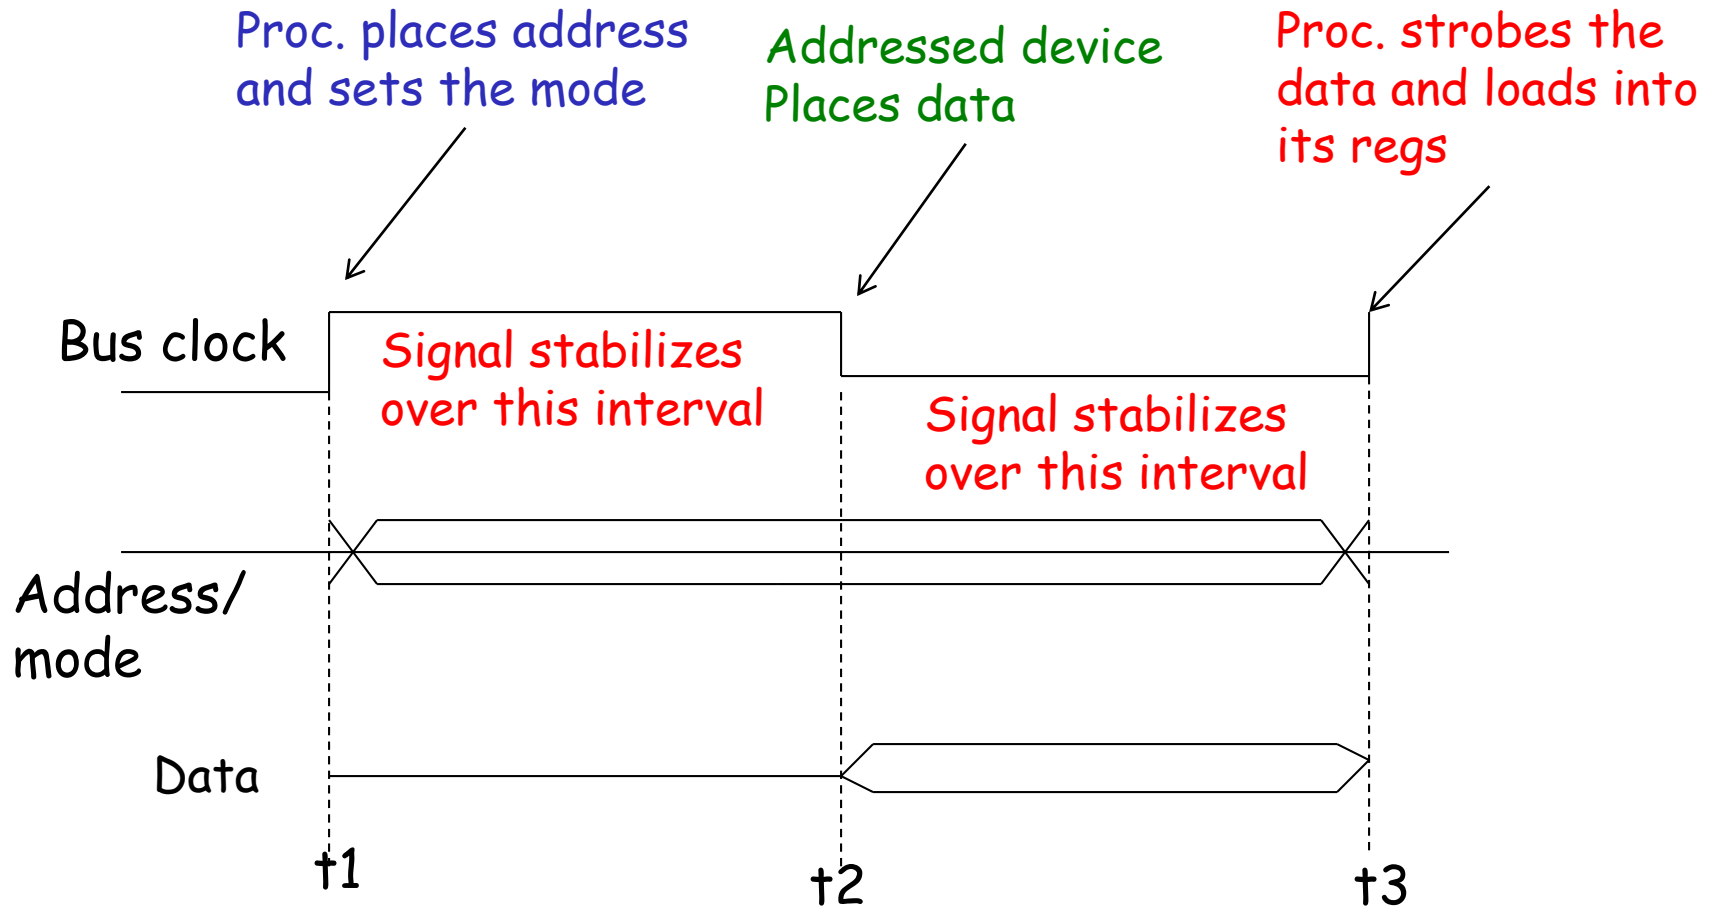 Proc. places address
and sets the mode
Addressed device
Places data
Proc. strobes the
data and loads into
its regs
Bus clock
Signal stabilizes
over this interval
Signal stabilizes
over this interval
Address/
mode
Data
t1
t2
t3